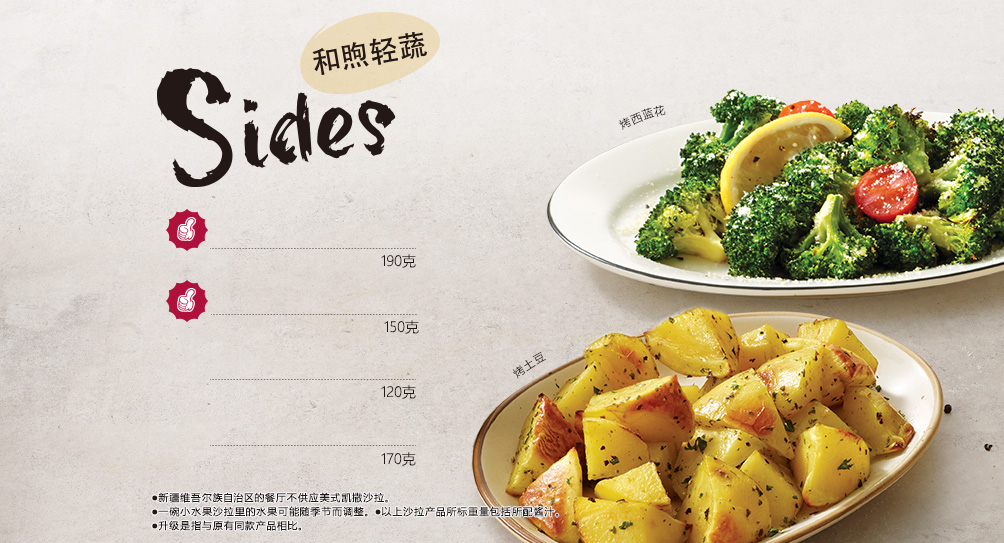 和煦轻蔬
Sides
烤西蓝花
190克
150克
烤土豆
120克
170克
●新疆维吾尔族自治区的餐厅不供应美式凯撒沙拉。
●一碗小水果沙拉里的水果可能随季节而调整。●以上沙拉产品所标重量包括所配酱汁。
●升级是指与原有同款产品相比。